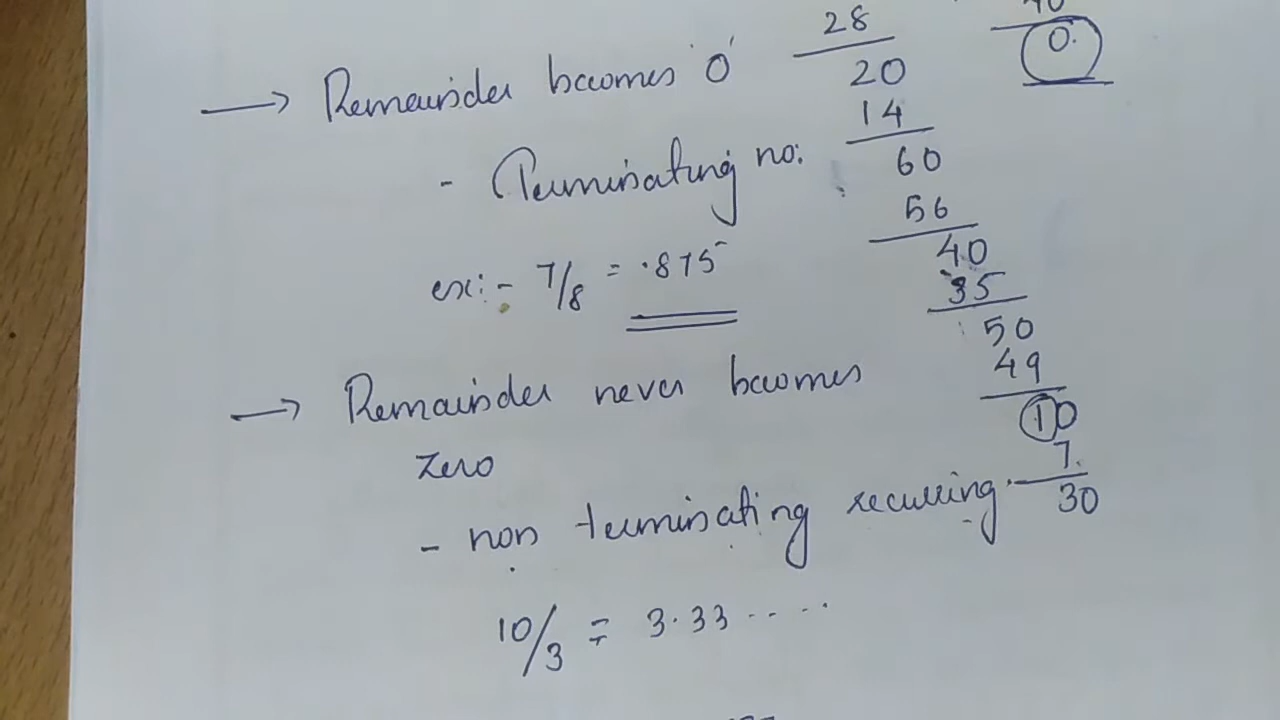 → Remainder becomes '0'
- Terminating no:
ex:- 7/8 = .875
→ Remainder never becomes
zero
- non terminating recurring.
10/3 = 3.33 ....
28
20
14
60
56
40
35
50
49
10
7.
30
40
0.